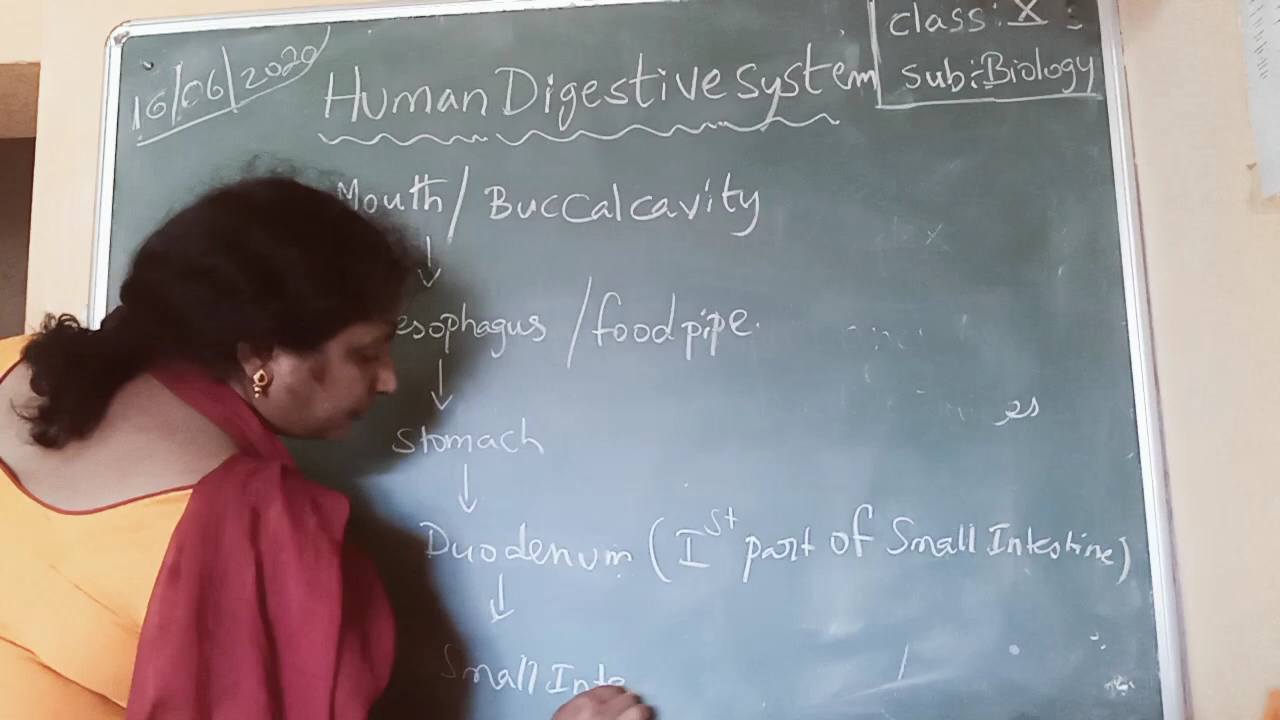 16/06/2020
class: X
Sub:- Biology
Human Digestive system
Mouth / Buccal cavity
esophagus / food pipe.
Stomach
Duodenum (Ist part of Small Intestine)
Small Inte
es